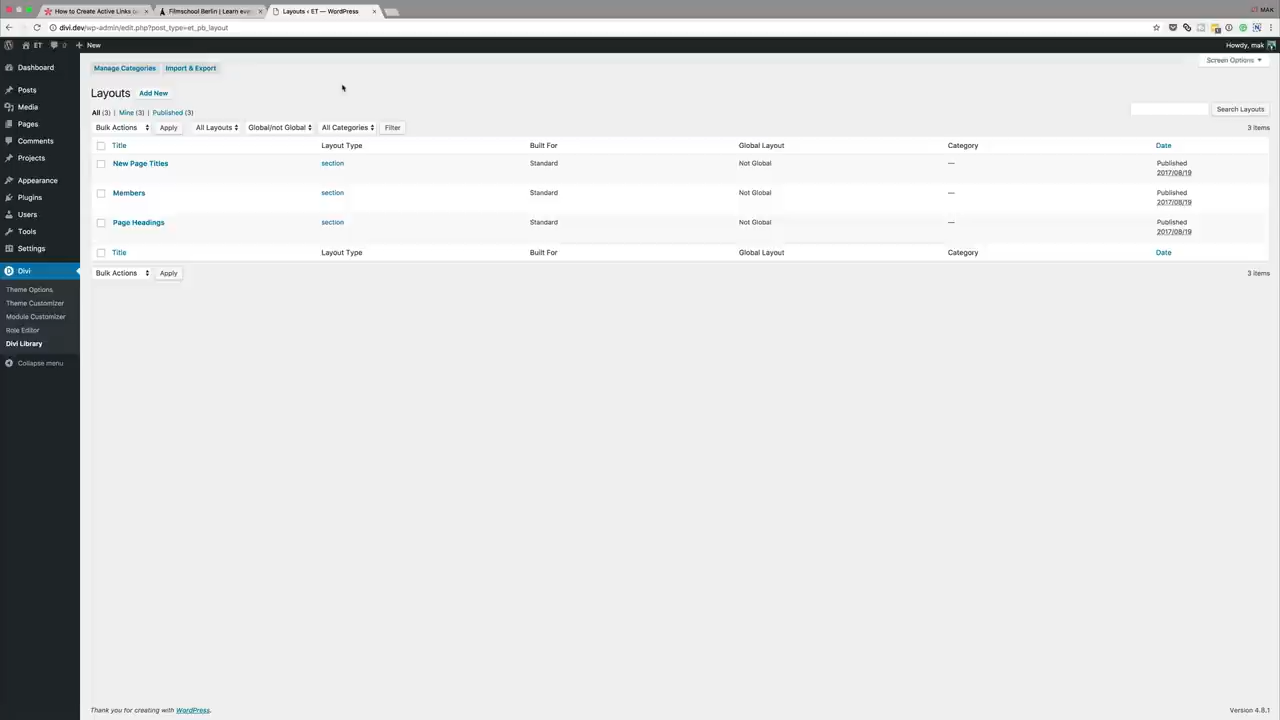 How to Create Active Links (
Filmschool Berlin | Learn eve
Layouts ‹ ET — WordPress
MAK
divi.dev/wp-admin/edit.php?post_type=et_pb_layout
ET
New
Howdy, mak
Dashboard
Posts
Media
Pages
Comments
Projects
Appearance
Plugins
Users
Tools
Settings
Divi
Theme Options
Theme Customizer
Module Customizer
Role Editor
Divi Library
Collapse menu
Manage Categories Import & Export
Screen Options
Layouts Add New
All (3) | Mine (3) | Published (3)
Search Layouts
Bulk Actions Apply All Layouts Global/not Global All Categories Filter
3 items
Title Layout Type Built For Global Layout Category Date
New Page Titles section Standard Not Global — Published
2017/08/19
Members section Standard Not Global — Published
2017/08/19
Page Headings section Standard Not Global — Published
2017/08/19
Title Layout Type Built For Global Layout Category Date
Bulk Actions Apply
3 items
Thank you for creating with WordPress.
Version 4.8.1